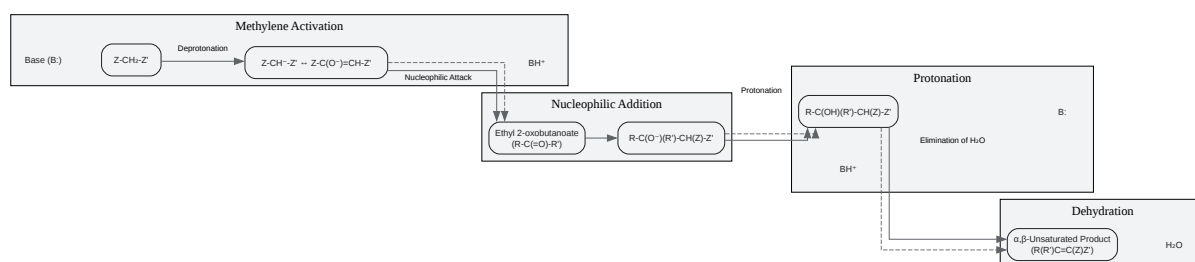 Methylene Activation
Base (B:)
Z-CH₂-Z'
Deprotonation
Z-CH⁻-Z' ↔ Z-C(O⁻)=CH-Z'
BH⁺
Nucleophilic Attack
Nucleophilic Addition
Ethyl 2-oxobutanoate
(R-C(=O)-R')
R-C(O⁻)(R')-CH(Z)-Z'
Protonation
Protonation
R-C(OH)(R')-CH(Z)-Z'
B:
Elimination of H₂O
BH⁺
Dehydration
α,β-Unsaturated Product
(R(R')C=C(Z)Z')
H₂O